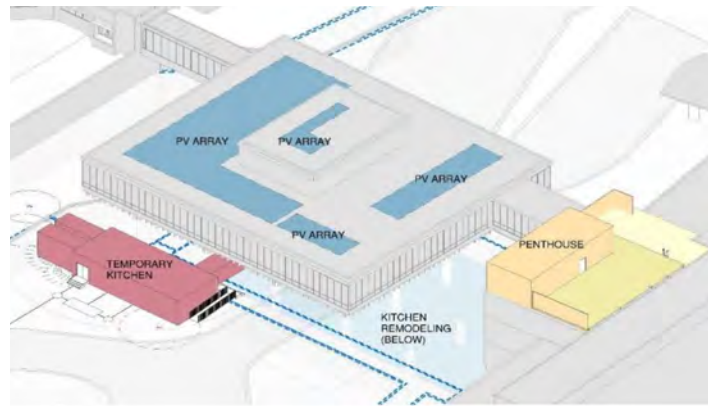 PV ARRAY
PV ARRAY
PV ARRAY
PV ARRAY
TEMPORARY
KITCHEN
PENTHOUSE
KITCHEN
REMODELING
(BELOW)